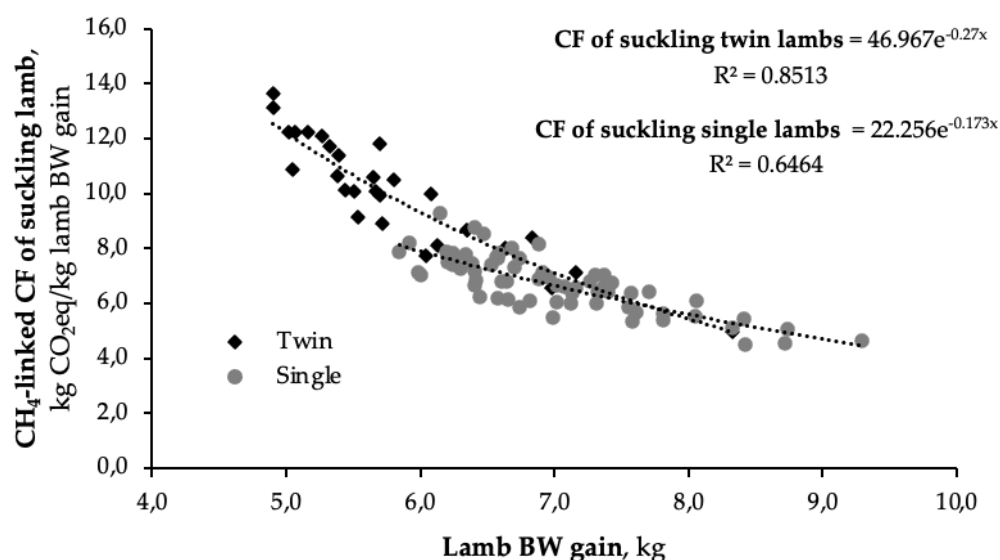 CH₄-linked CF of suckling lamb,
kg CO₂eq/kg lamb BW gain
16,0
14,0
12,0
10,0
8,0
6,0
4,0
2,0
0,0
CF of suckling twin lambs = 46.967e⁻⁰·²⁷ˣ
R² = 0.8513
CF of suckling single lambs = 22.256e⁻⁰·¹⁷³ˣ
R² = 0.6464
Twin
Single
4,0 5,0 6,0 7,0 8,0 9,0 10,0
Lamb BW gain, kg